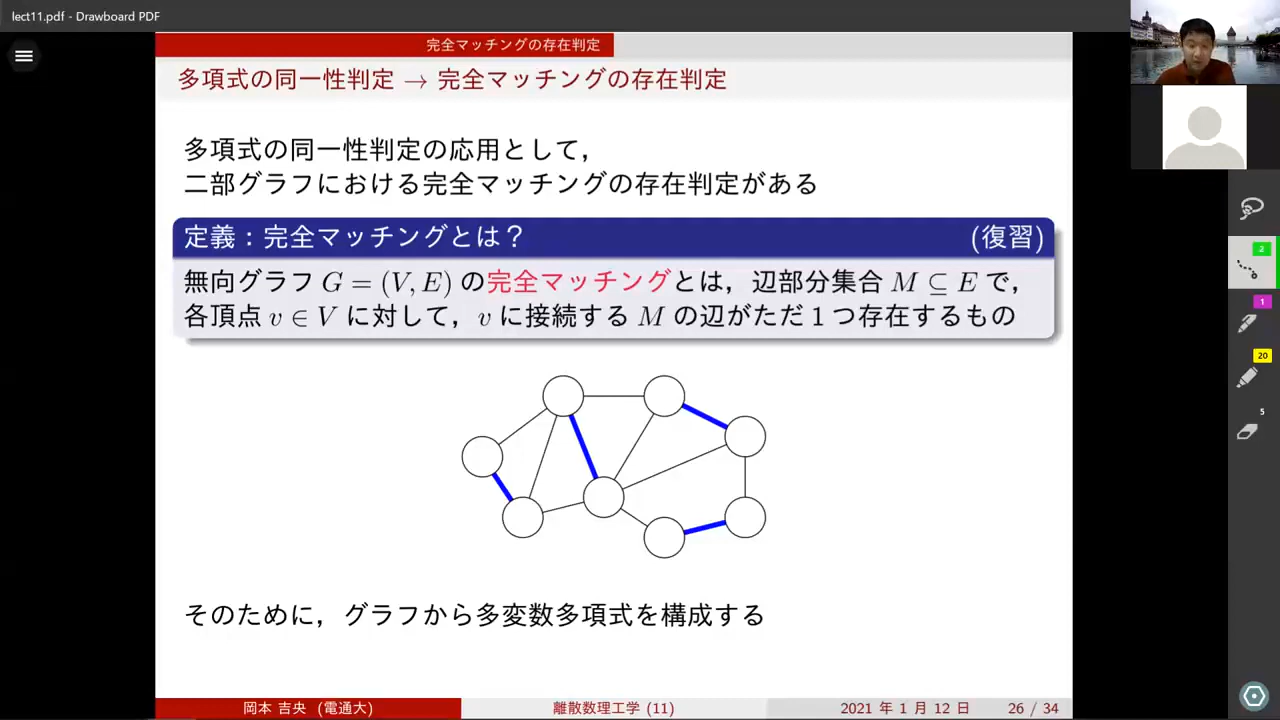 lect11.pdf - Drawboard PDF
完全マッチングの存在判定
多項式の同一性判定 → 完全マッチングの存在判定
多項式の同一性判定の応用として,
二部グラフにおける完全マッチングの存在判定がある
定義:完全マッチングとは? (復習)
無向グラフ G = (V, E) の完全マッチングとは,辺部分集合 M ⊆ E で,
各頂点 v ∈ V に対して,v に接続する M の辺がただ 1 つ存在するもの
そのために,グラフから多変数多項式を構成する
岡本 吉央 (電通大) 離散数理工学 (11) 2021 年 1 月 12 日 26 / 34
2
1
20
5